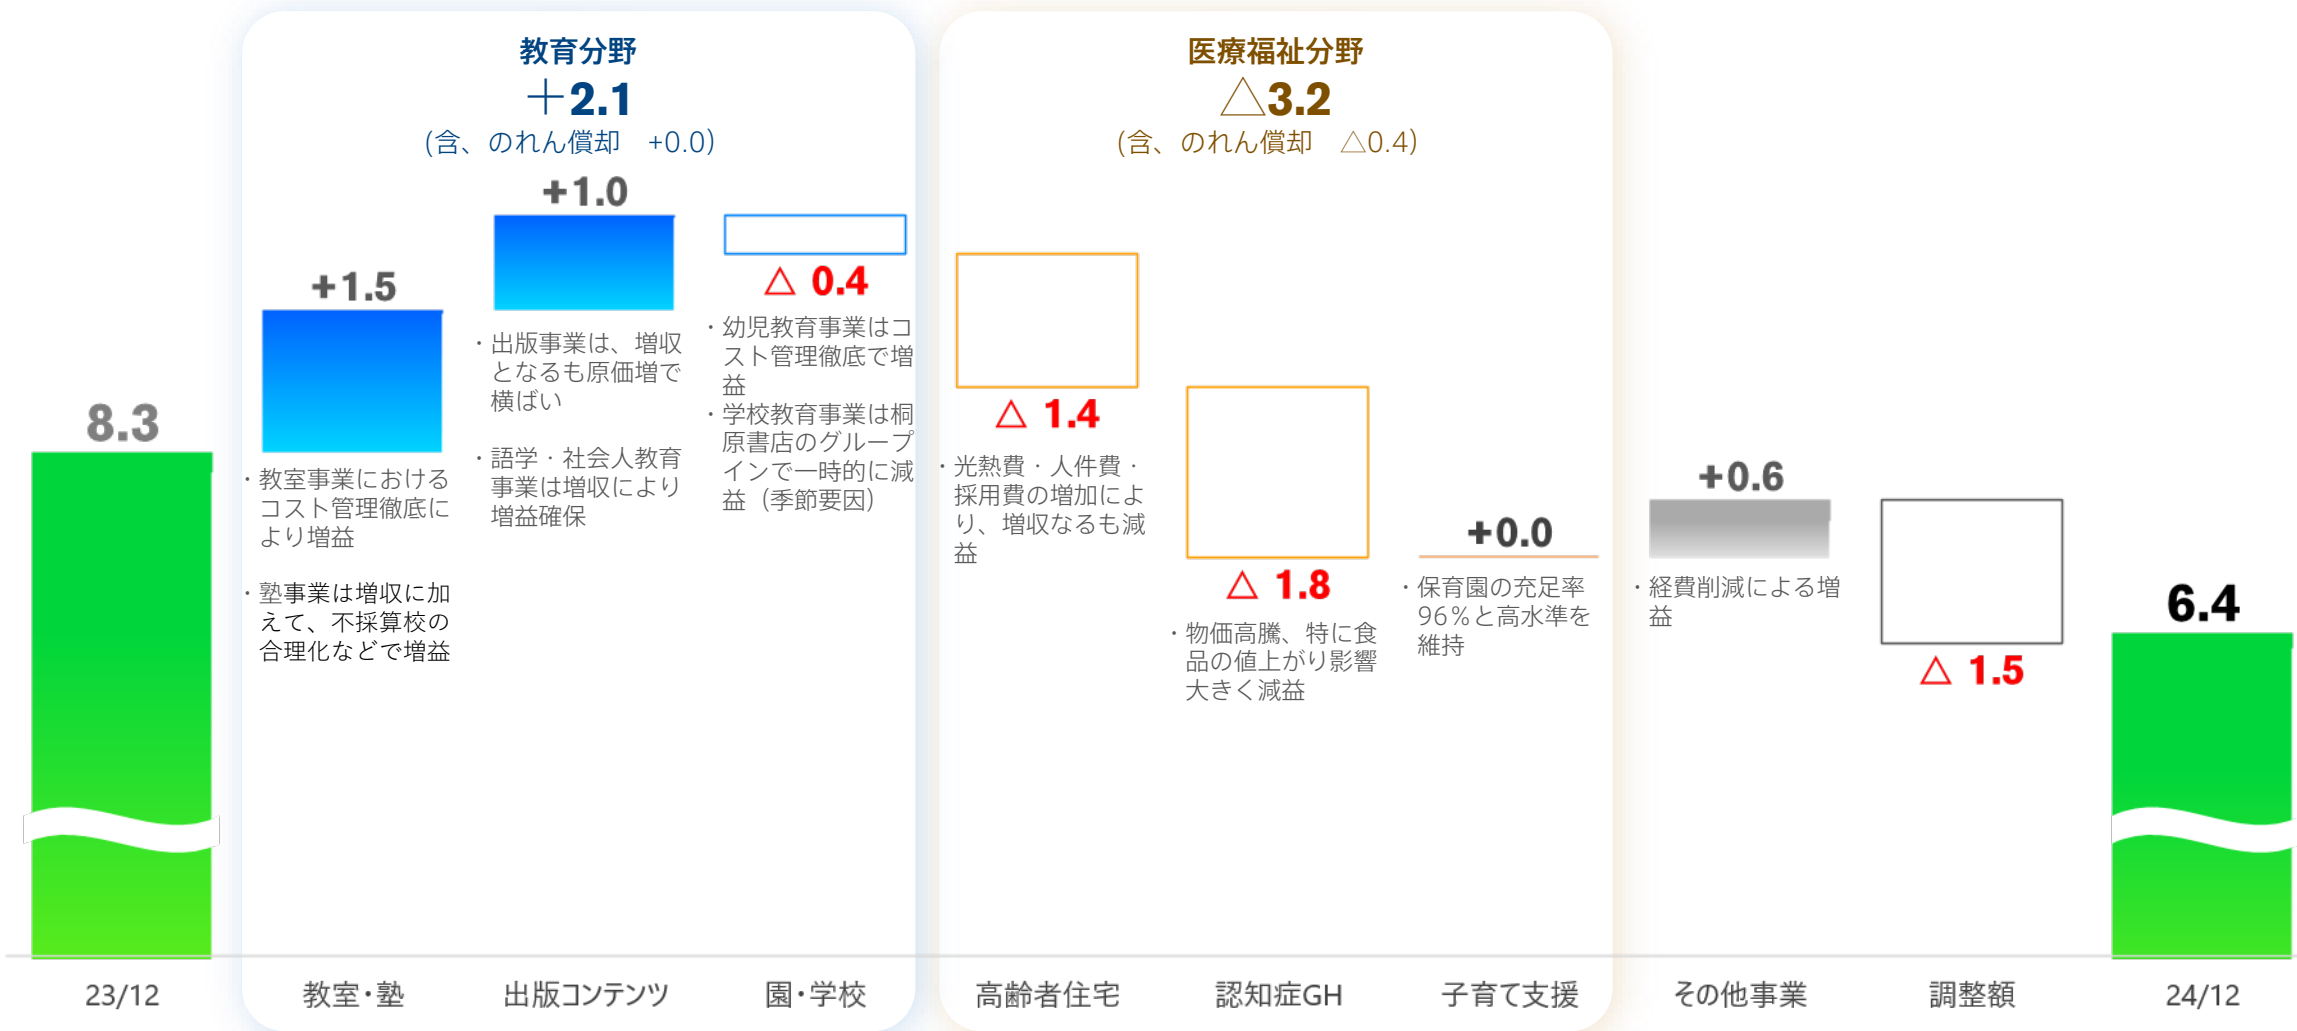 教育分野
＋2.1
(含、のれん償却　+0.0)
医療福祉分野
△3.2
(含、のれん償却　△0.4)
8.3
+1.5
・教室事業における
コスト管理徹底に
より増益
・塾事業は増収に加
えて、不採算校の
合理化などで増益
+1.0
・出版事業は、増収
となるも原価増で
横ばい
・語学・社会人教育
事業は増収により
増益確保
△ 0.4
・幼児教育事業はコ
スト管理徹底で増
益
・学校教育事業は桐
原書店のグループ
インで一時的に減
益（季節要因）
△ 1.4
・光熱費・人件費・
採用費の増加によ
り、増収なるも減
益
△ 1.8
・物価高騰、特に食
品の値上がり影響
大きく減益
+0.0
・保育園の充足率
96％と高水準を
維持
+0.6
・経費削減による増
益
△ 1.5
6.4
23/12
教室・塾
出版コンテンツ
園・学校
高齢者住宅
認知症GH
子育て支援
その他事業
調整額
24/12